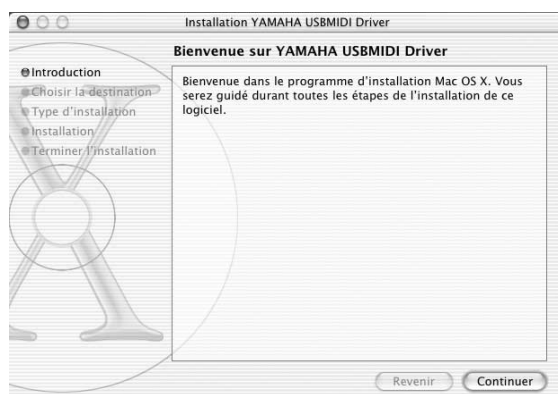 Installation YAMAHA USBMIDI Driver
Bienvenue sur YAMAHA USBMIDI Driver
Introduction
Choisir la destination
Type d'installation
Installation
Terminer l'installation
Bienvenue dans le programme d'installation Mac OS X. Vous
serez guidé durant toutes les étapes de l'installation de ce
logiciel.
Revenir
Continuer